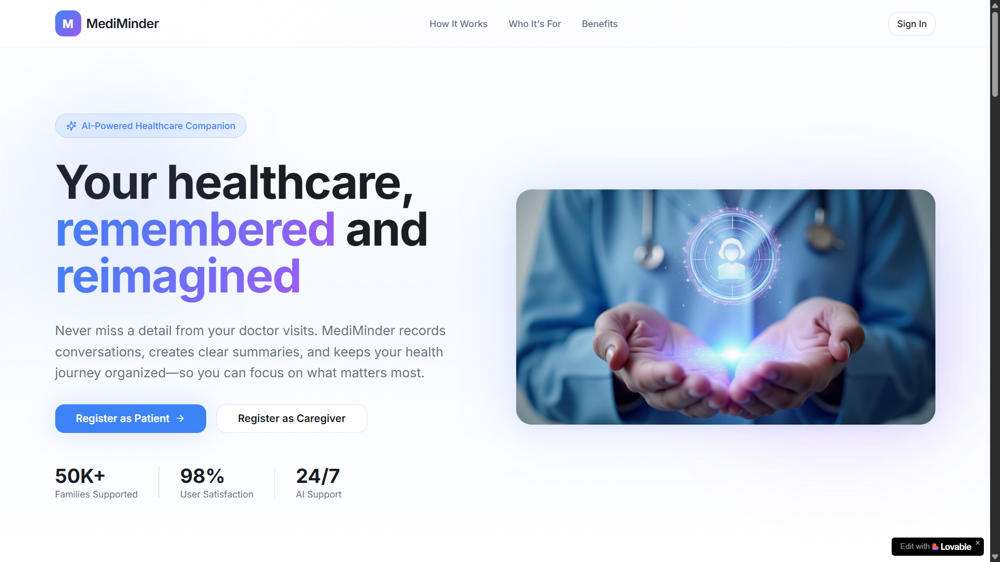 M MediMinder
How It Works
Who It's For
Benefits
Sign In
AI-Powered Healthcare Companion
Your healthcare,
remembered and
reimagined
Never miss a detail from your doctor visits. MediMinder records
conversations, creates clear summaries, and keeps your health
journey organized—so you can focus on what matters most.
Register as Patient →
Register as Caregiver
50K+
Families Supported
98%
User Satisfaction
24/7
AI Support
Edit with Lovable ×